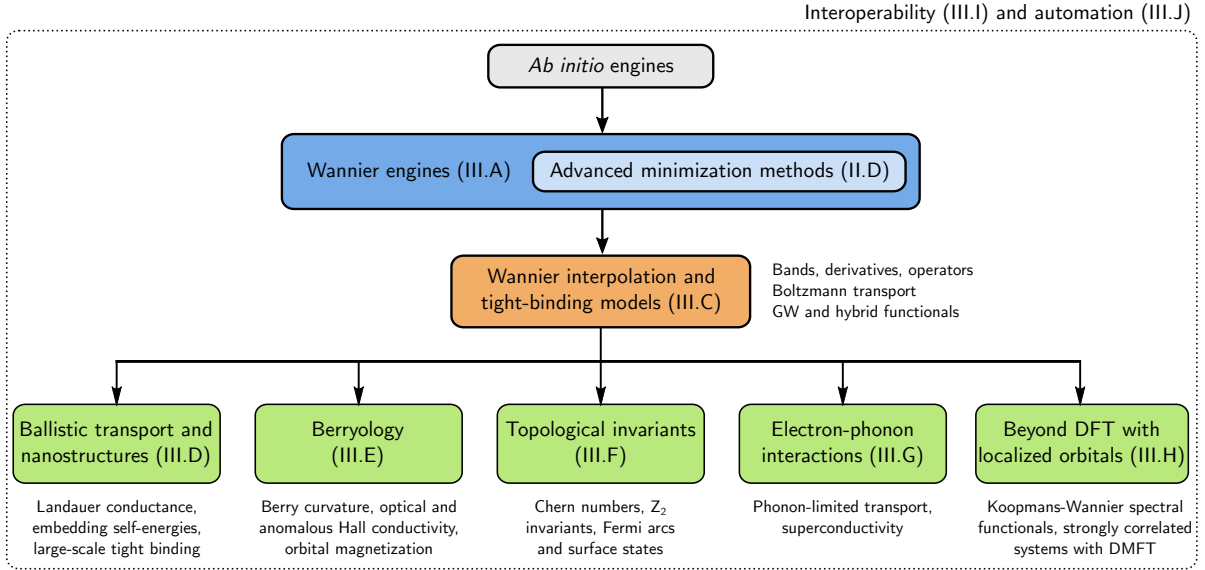 Interoperability (III.I) and automation (III.J)
Ab initio engines
Wannier engines (III.A)
Advanced minimization methods (II.D)
Wannier interpolation and
tight-binding models (III.C)
Bands, derivatives, operators
Boltzmann transport
GW and hybrid functionals
Ballistic transport and
nanostructures (III.D)
Berryology
(III.E)
Topological invariants
(III.F)
Electron-phonon
interactions (III.G)
Beyond DFT with
localized orbitals (III.H)
Landauer conductance,
embedding self-energies,
large-scale tight binding
Berry curvature, optical and
anomalous Hall conductivity,
orbital magnetization
Chern numbers, Z₂
invariants, Fermi arcs
and surface states
Phonon-limited transport,
superconductivity
Koopmans-Wannier spectral
functionals, strongly correlated
systems with DMFT